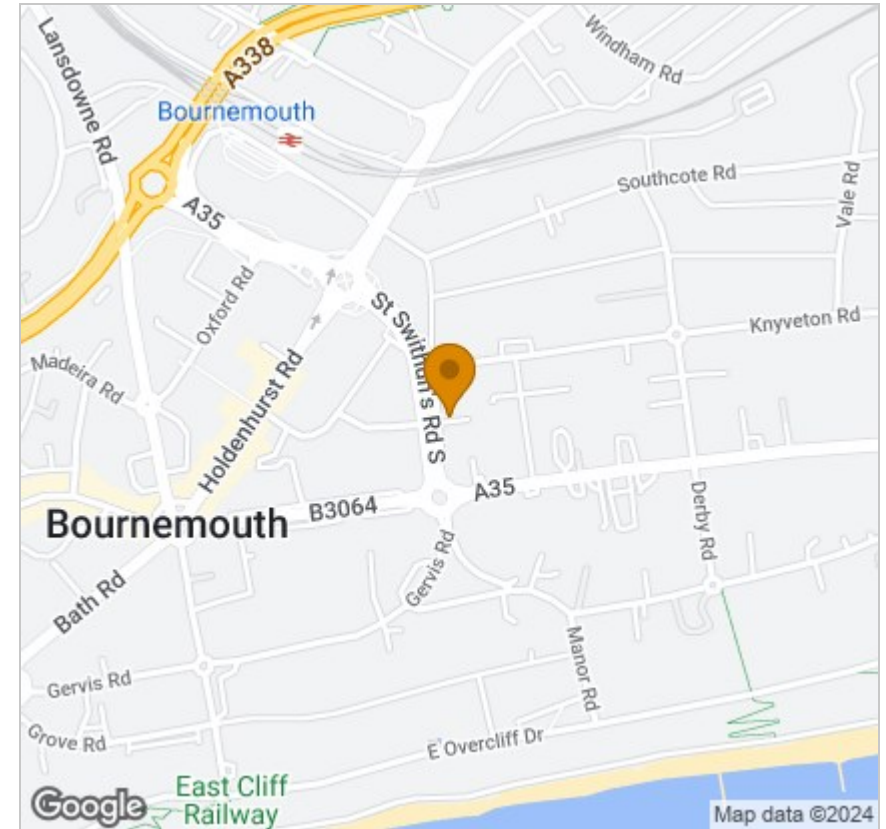 Lansdowne Rd
A338
Windham Rd
Bournemouth
Southcote Rd
Vale Rd
A35
Oxford Rd
St Swithun's Rd S
Knyveton Rd
Madeira Rd
Holdenhurst Rd
A35
B3064
Bournemouth
Derby Rd
Gervis Rd
Bath Rd
Manor Rd
Gervis Rd
Grove Rd
E Overcliff Dr
East Cliff
Railway
Google
Map data ©2024